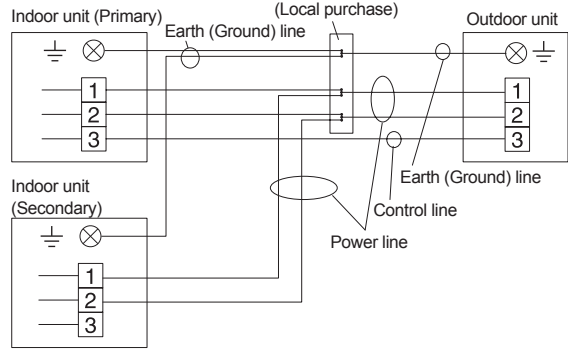 Indoor unit (Primary)
Earth (Ground) line
(Local purchase)
Outdoor unit
1
2
3
1
2
3
Earth (Ground) line
Control line
Power line
Indoor unit
(Secondary)
1
2
3